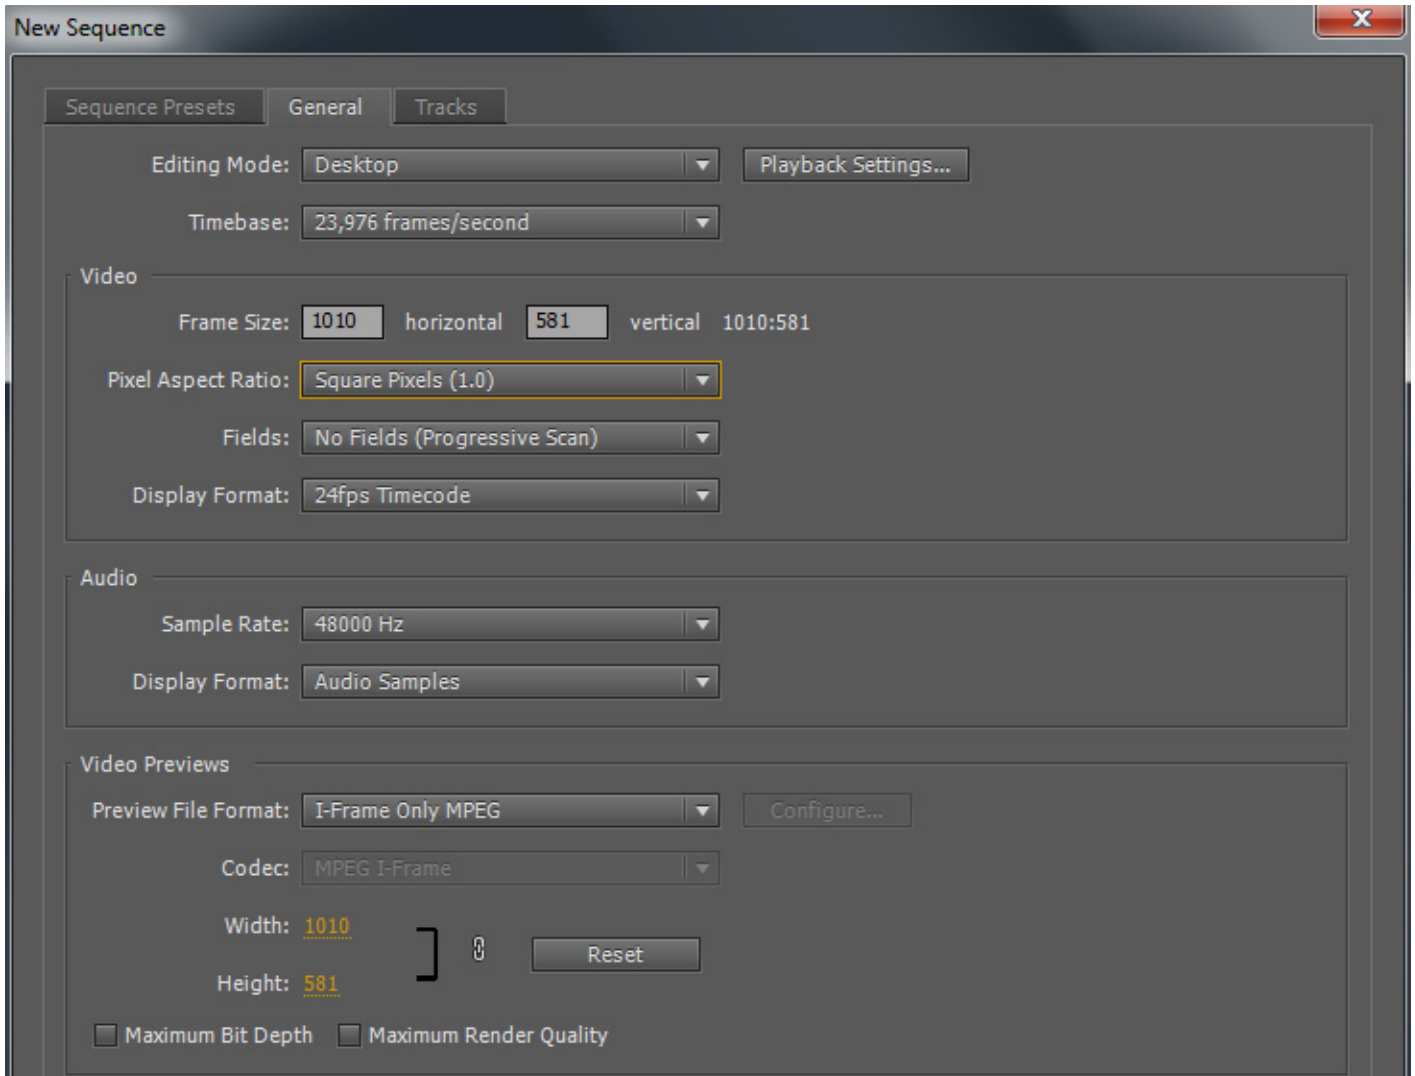 New Sequence
Sequence Presets General Tracks
Editing Mode: Desktop Playback Settings...
Timebase: 23,976 frames/second
Video
Frame Size: 1010 horizontal 581 vertical 1010:581
Pixel Aspect Ratio: Square Pixels (1.0)
Fields: No Fields (Progressive Scan)
Display Format: 24fps Timecode
Audio
Sample Rate: 48000 Hz
Display Format: Audio Samples
Video Previews
Preview File Format: I-Frame Only MPEG Configure...
Codec: MPEG I-Frame
Width: 1010
Reset
Height: 581
Maximum Bit Depth Maximum Render Quality